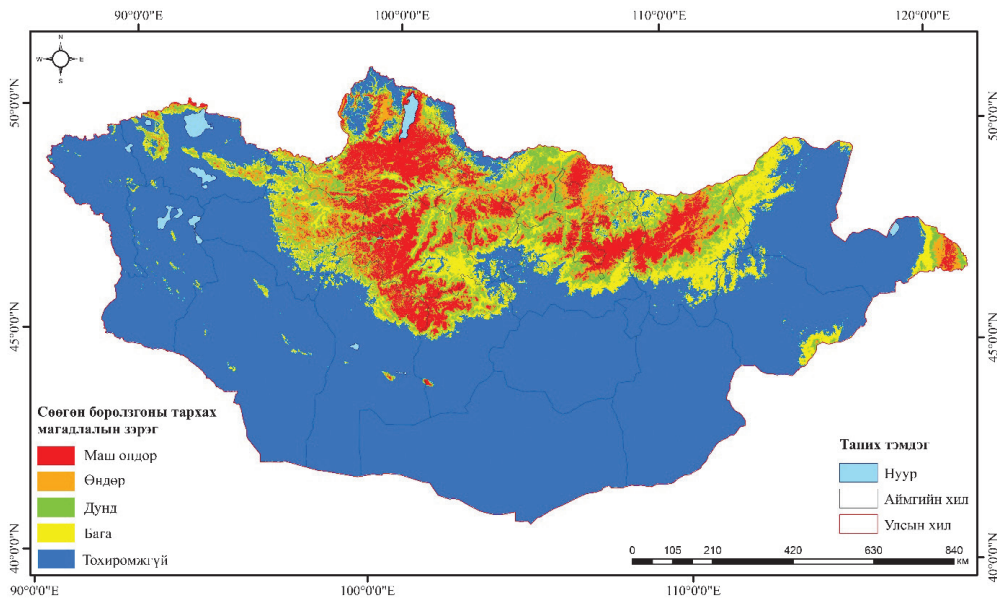 90°0'0"E 100°0'0"E 110°0'0"E 120°0'0"E
N
W E
S
50°0'0"N 50°0'0"N
45°0'0"N 45°0'0"N
40°0'0"N 40°0'0"N
Сөөгөн боролзгоны тархах
магадлалын зэрэг
Маш өндөр
Өндөр
Дунд
Бага
Тохиромжгүй
Таних тэмдэг
Нуур
Аймгийн хил
Улсын хил
0 105 210 420 630 840
км
90°0'0"E 100°0'0"E 110°0'0"E